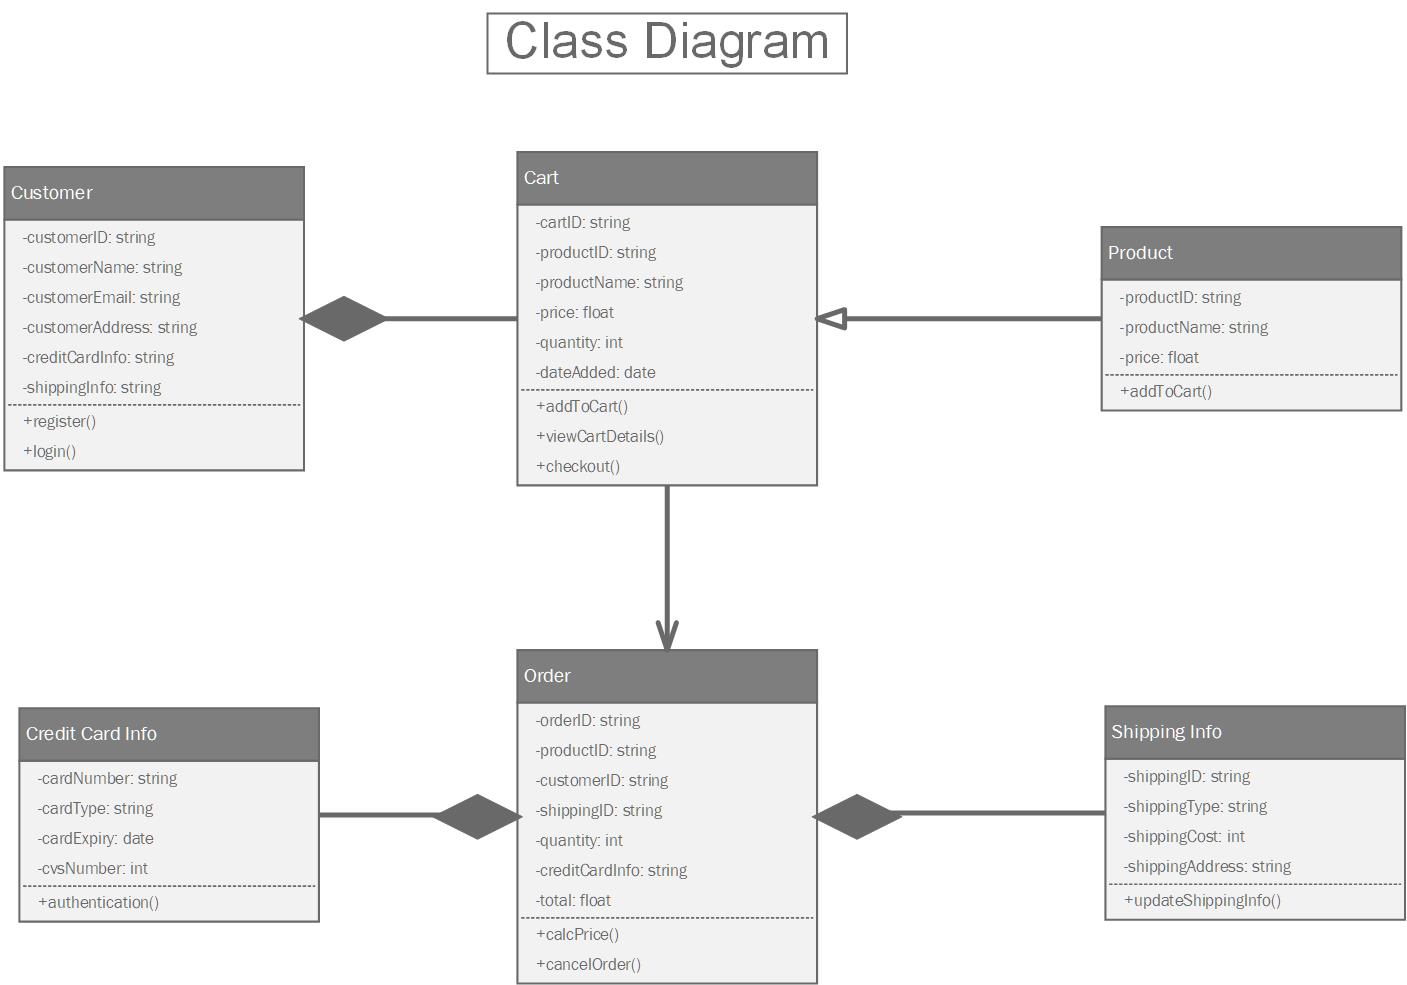 Class Diagram
Customer
-customerID: string
-customerName: string
-customerEmail: string
-customerAddress: string
-creditCardInfo: string
-shippingInfo: string
+register()
+login()
Cart
-cartID: string
-productID: string
-productName: string
-price: float
-quantity: int
-dateAdded: date
+addToCart()
+viewCartDetails()
+checkout()
Product
-productID: string
-productName: string
-price: float
+addToCart()
Credit Card Info
-cardNumber: string
-cardType: string
-cardExpiry: date
-cvsNumber: int
+authentication()
Order
-orderID: string
-productID: string
-customerID: string
-shippingID: string
-quantity: int
-creditCardInfo: string
-total: float
+calcPrice()
+cancelOrder()
Shipping Info
-shippingID: string
-shippingType: string
-shippingCost: int
-shippingAddress: string
+updateShippingInfo()